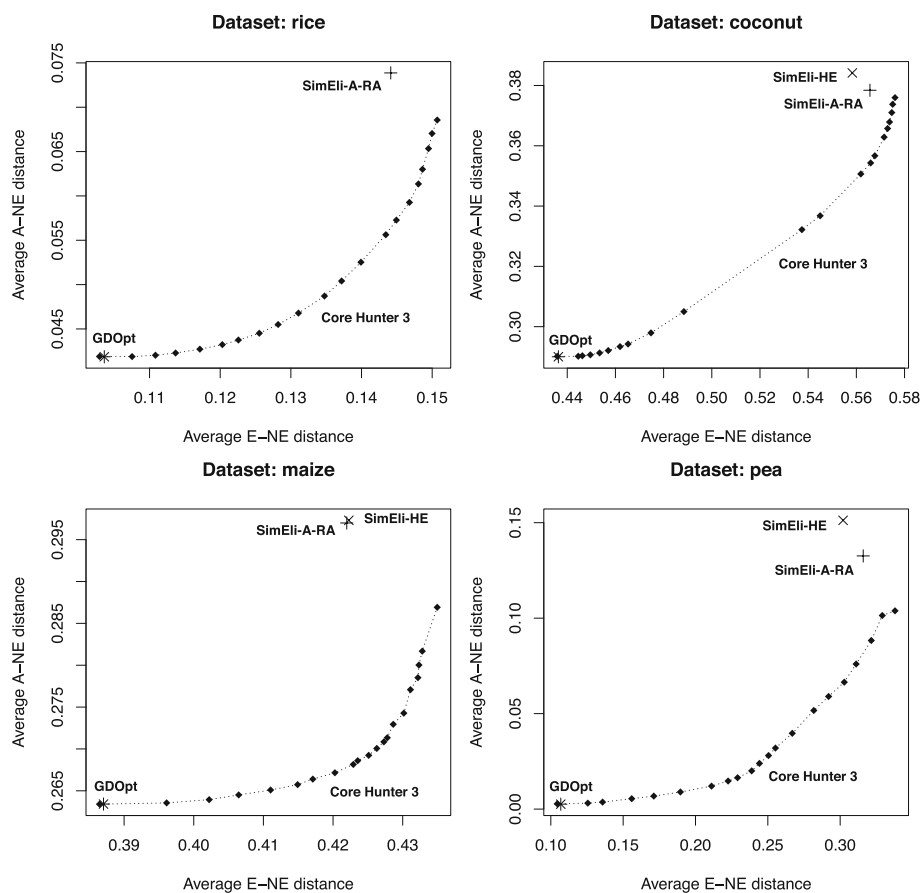 Dataset: rice
Average A−NE distance
0.075
0.065
0.055
0.045
SimEli-A-RA
Core Hunter 3
GDOpt
0.11 0.12 0.13 0.14 0.15
Average E−NE distance
Dataset: coconut
Average A−NE distance
0.38
0.36
0.34
0.32
0.30
SimEli-HE
SimEli-A-RA
Core Hunter 3
GDOpt
0.44 0.46 0.48 0.50 0.52 0.54 0.56 0.58
Average E−NE distance
Dataset: maize
Average A−NE distance
0.295
0.285
0.275
0.265
SimEli-HE
SimEli-A-RA
Core Hunter 3
GDOpt
0.39 0.40 0.41 0.42 0.43
Average E−NE distance
Dataset: pea
Average A−NE distance
0.15
0.10
0.05
0.00
SimEli-HE
SimEli-A-RA
Core Hunter 3
GDOpt
0.10 0.15 0.20 0.25 0.30
Average E−NE distance